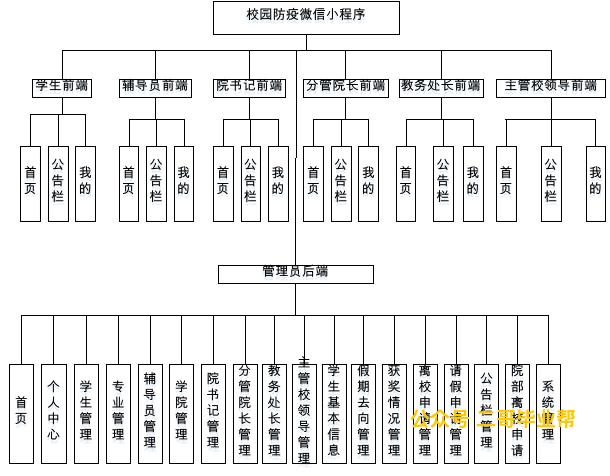 校园防疫微信小程序
学生前端
辅导员前端
院书记前端
分管院长前端
教务处长前端
主管校领导前端
首页
公告栏
我的
首页
公告栏
我的
首页
公告栏
我的
首页
公告栏
我的
首页
公告栏
我的
首页
公告栏
我的
管理员后端
首页
个人中心
学生管理
专业管理
辅导员管理
学院管理
院书记管理
分管院长管理
教务处长管理
主管校领导管理
学生基本信息
假期去向管理
获奖情况管理
离校申请管理
请假申请管理
公告栏管理
院部离校申请
系统管理
公众号 二哥毕业帮